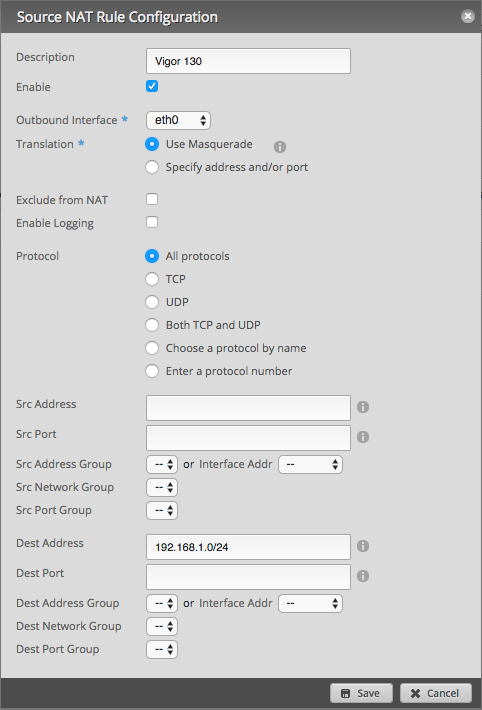 Source NAT Rule Configuration
Description Vigor 130
Enable
Outbound Interface * eth0
Translation * Use Masquerade
Specify address and/or port
Exclude from NAT
Enable Logging
Protocol All protocols
TCP
UDP
Both TCP and UDP
Choose a protocol by name
Enter a protocol number
Src Address
Src Port
Src Address Group -- or Interface Addr --
Src Network Group --
Src Port Group --
Dest Address 192.168.1.0/24
Dest Port
Dest Address Group -- or Interface Addr --
Dest Network Group --
Dest Port Group --
Save Cancel